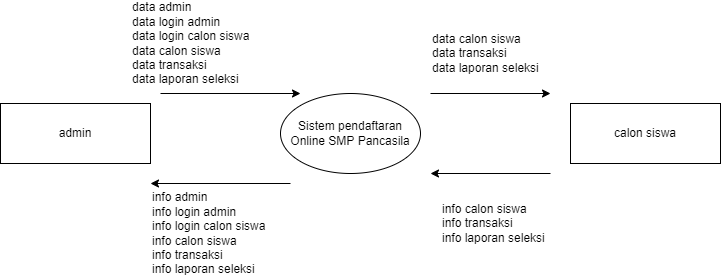 data admin
data login admin
data login calon siswa
data calon siswa
data transaksi
data laporan seleksi
data calon siswa
data transaksi
data laporan seleksi
admin
Sistem pendaftaran
Online SMP Pancasila
calon siswa
info admin
info login admin
info login calon siswa
info calon siswa
info transaksi
info laporan seleksi
info calon siswa
info transaksi
info laporan seleksi